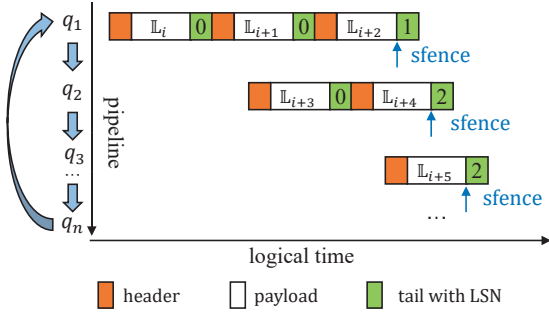 q₁ 𝕃ᵢ 0 𝕃ᵢ₊₁ 0 𝕃ᵢ₊₂ 1
sfence
q₂ 𝕃ᵢ₊₃ 0 𝕃ᵢ₊₄ 2
sfence
pipeline
q₃ 𝕃ᵢ₊₅ 2
...
sfence
qₙ ...
logical time
header payload tail with LSN